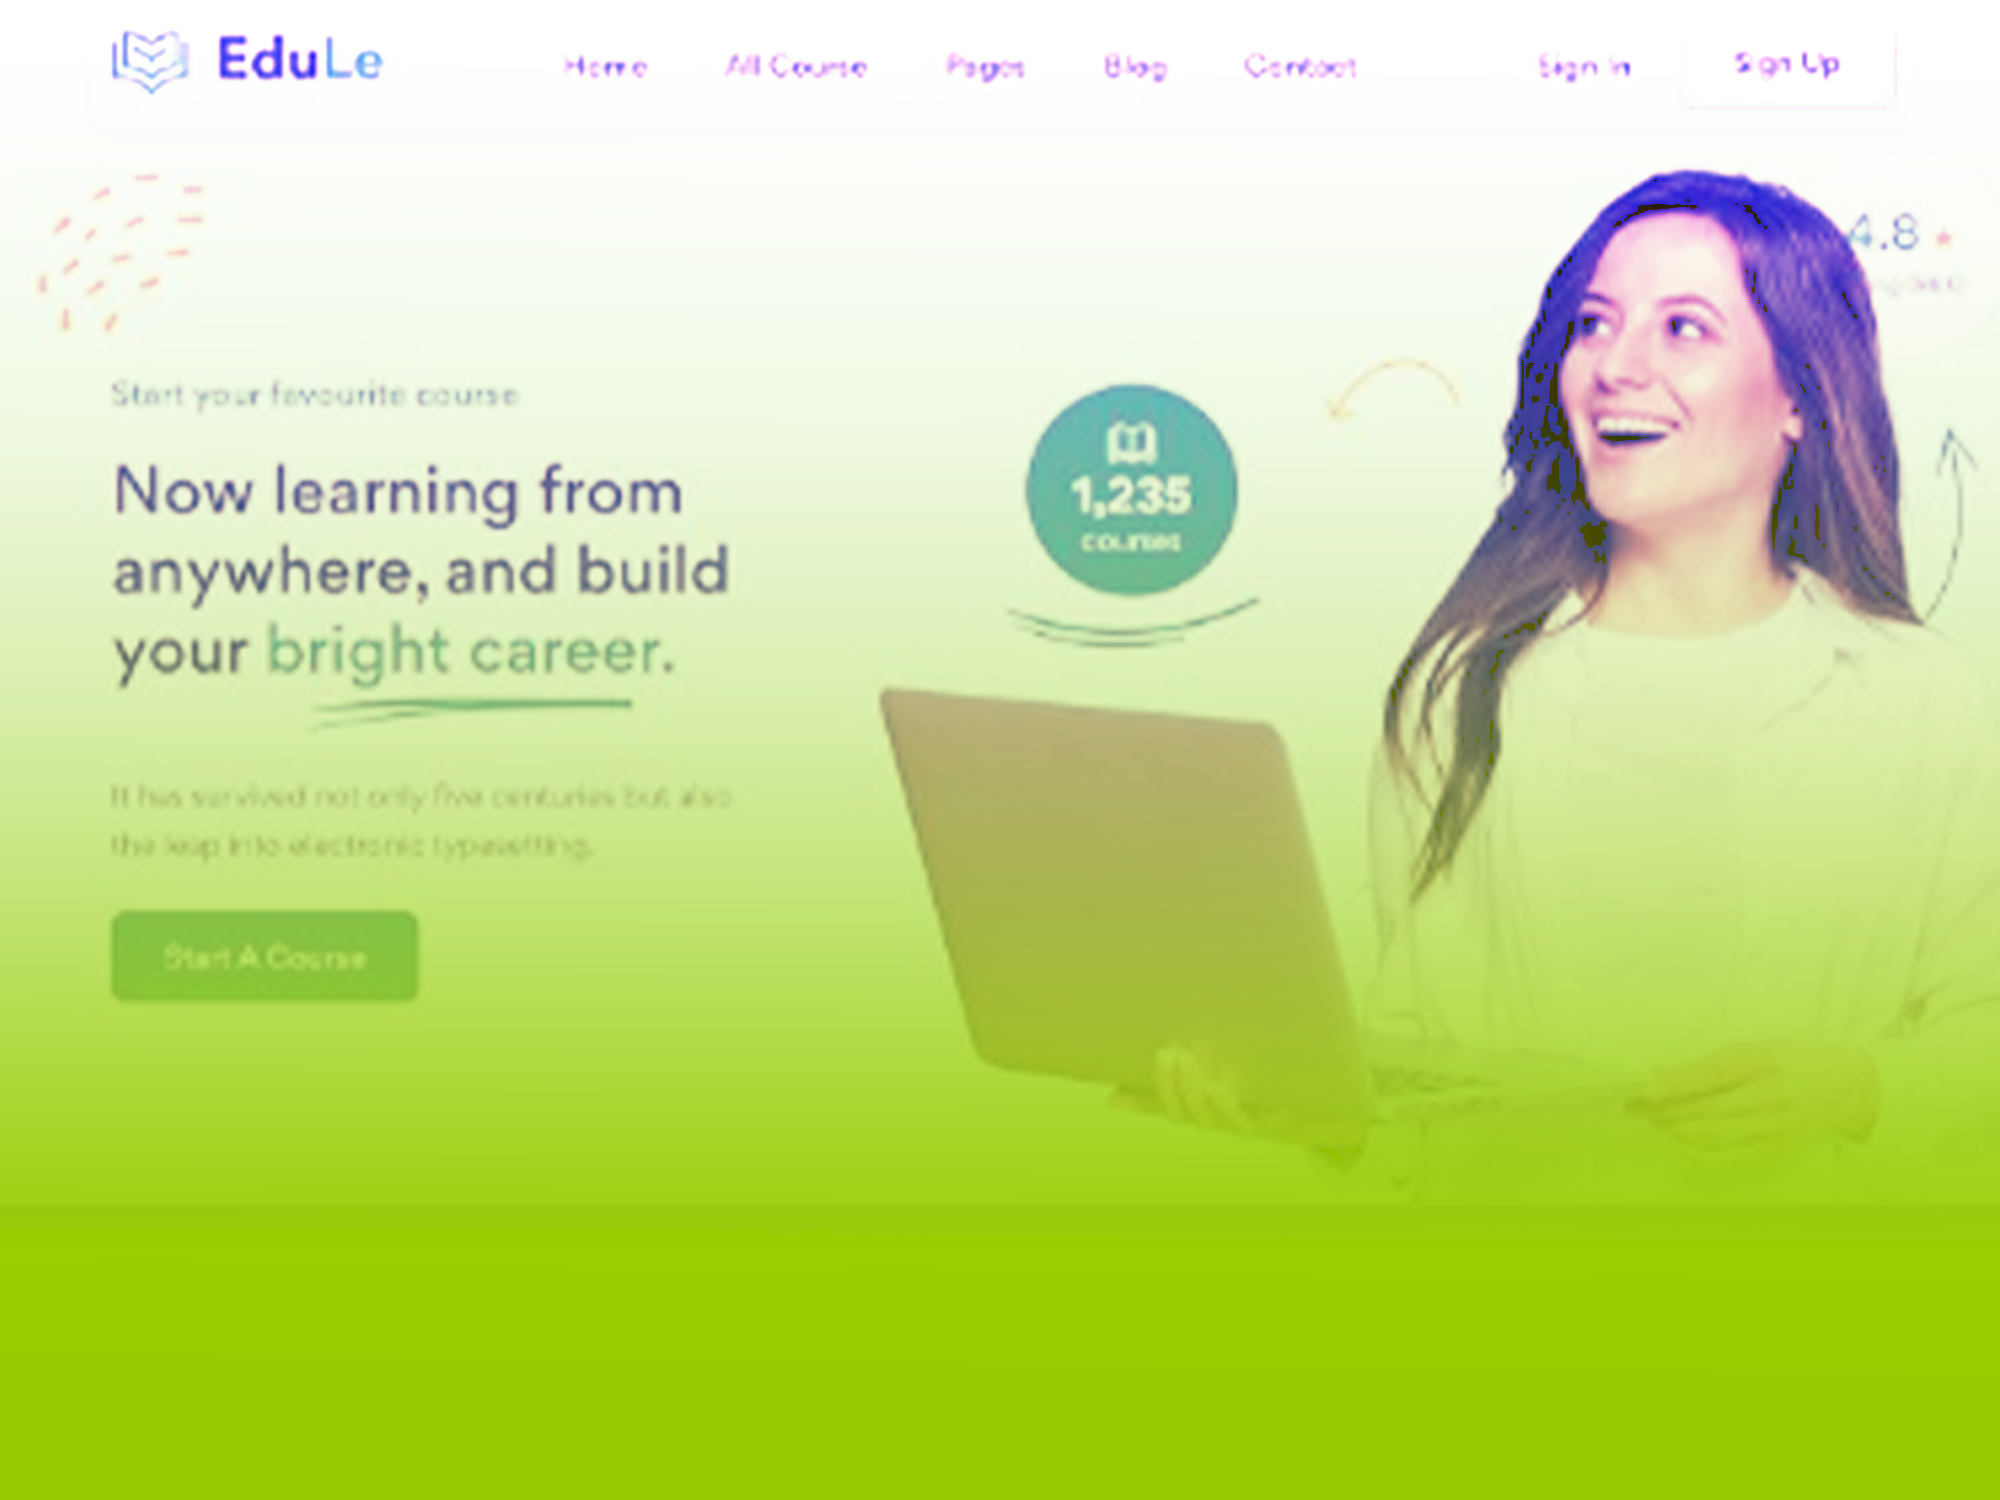 EduLe
Home All Course Pages Blog Contact Sign In Sign Up
4.8
Start your favourite course
Now learning from
anywhere, and build
your bright career.
1,235
courses
It has survived not only five centuries but also
the leap into electronic typesetting.
Start A Course